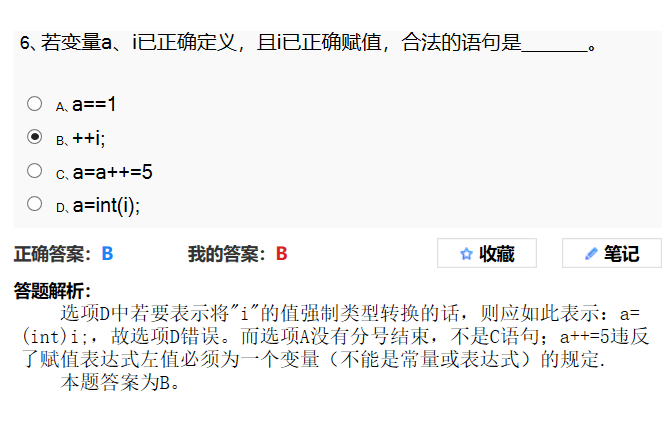 6、若变量a、i已正确定义，且i已正确赋值，合法的语句是______。
A、a==1
B、++i;
C、a=a++=5
D、a=int(i);
正确答案：B 我的答案：B 收藏 笔记
答题解析：
选项D中若要表示将"i"的值强制类型转换的话，则应如此表示：a=
(int)i;，故选项D错误。而选项A没有分号结束，不是C语句；a++=5违反
了赋值表达式左值必须为一个变量（不能是常量或表达式）的规定.
本题答案为B。